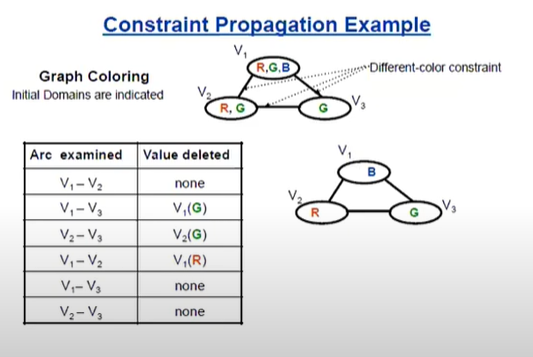 Constraint Propagation Example
Graph Coloring
Initial Domains are indicated
V₁
R,G,B
Different-color constraint
V₂
R, G
G
V₃
Arc examined Value deleted
V₁ – V₂ none
V₁ – V₃ V₁(G)
V₂ – V₃ V₂(G)
V₁ – V₂ V₁(R)
V₁– V₃ none
V₂ – V₃ none
V₁
B
V₂
R
G
V₃